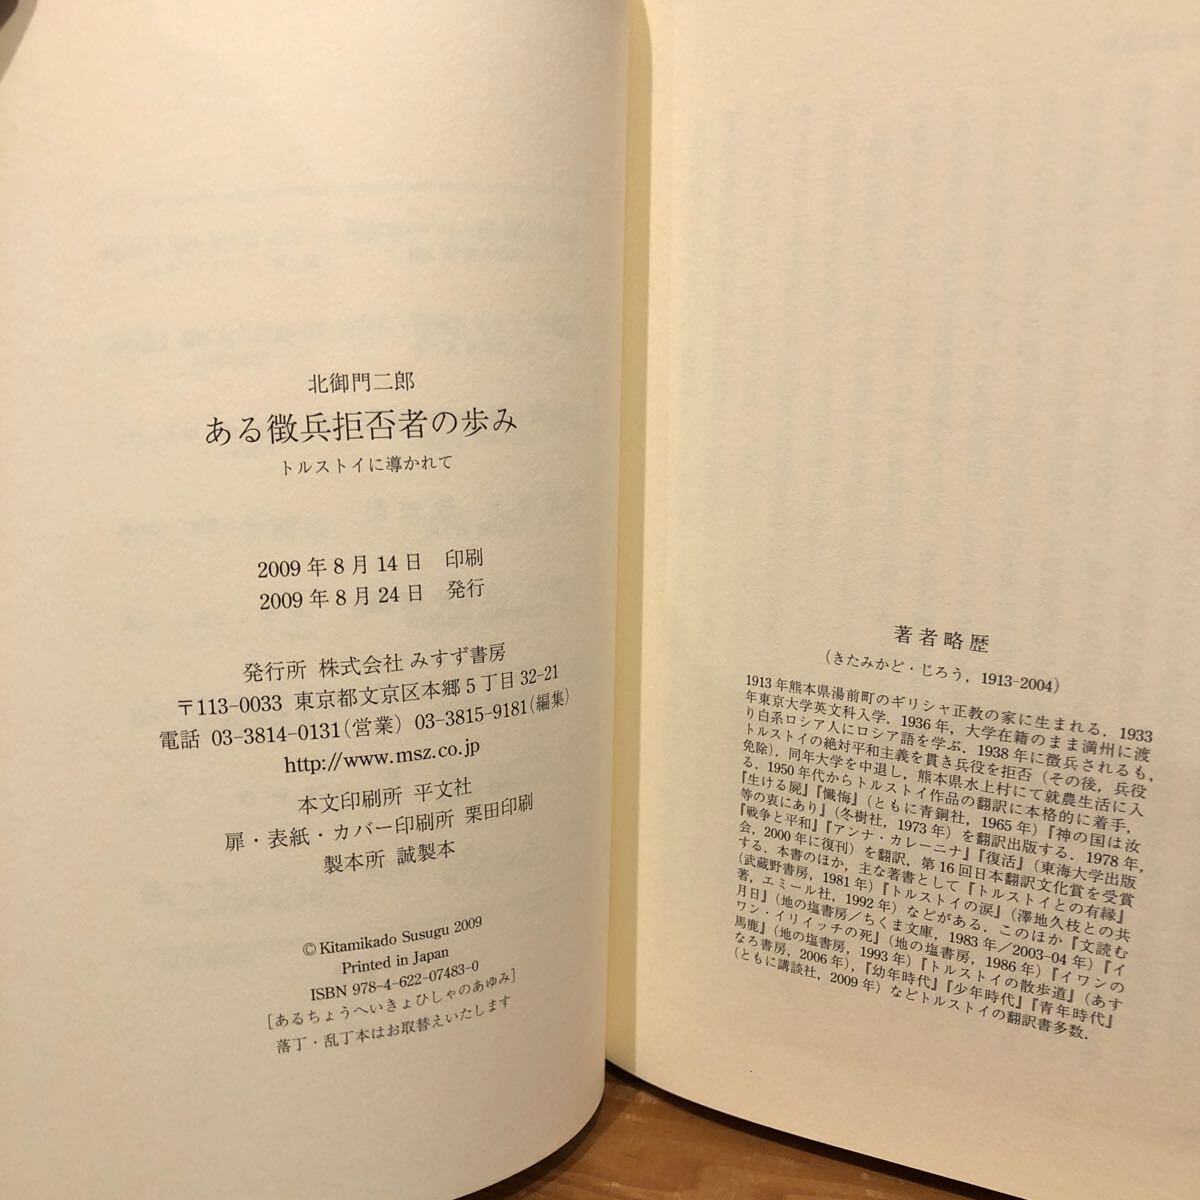 北御門二郎
ある徴兵拒否者の歩み
トルストイに導かれて
2009年8月14日 印刷
2009年8月24日 発行
発行所 株式会社 みすず書房
〒113-0033 東京都文京区本郷5丁目32-21
電話 03-3814-0131(営業) 03-3815-9181(編集)
http://www.msz.co.jp
本文印刷所 平文社
扉・表紙・カバー印刷所 栗田印刷
製本所 誠製本
© Kitamikado Susugu 2009
Printed in Japan
ISBN 978-4-622-07483-0
[あるちょうへいきょひしゃのあゆみ]
落丁・乱丁本はお取替えいたします
著者略歴
(きたみかど・じろう, 1913-2004)
1913年熊本県湯前町のギリシャ正教の家に生まれる. 1933
年東京大学英文科入学. 1936年, 大学在籍のまま満州に渡
り白系ロシア人にロシア語を学ぶ. 1938年に徴兵されるも,
トルストイの絶対平和主義を貫き兵役を拒否 (その後, 兵役
免除). 同年大学を中退し, 熊本県水上村にて就農生活に入
る. 1950年代からトルストイ作品の翻訳に本格的に着手,
『生ける屍』『懺悔』(ともに青銅社, 1965年)『神の国は汝
等の衷にあり』(冬樹社, 1973年) を翻訳出版する. 1978年,
『戦争と平和』『アンナ・カレーニナ』『復活』(東海大学出版
会, 2000年に復刊) を翻訳, 第16回日本翻訳文化賞を受賞
する. 本書のほか, 主な著書として『トルストイとの有縁』
(武蔵野書房, 1981年)『トルストイの涙』(澤地久枝との共
著, エミール社, 1992年) などがある. このほか『文読む
月日』(地の塩書房/ちくま文庫, 1983年/2003-04年)『イ
ワン・イリイッチの死』(地の塩書房, 1986年)『イワンの
馬鹿』(地の塩書房, 1993年)『トルストイの散歩道』(あす
なろ書房, 2006年),『幼年時代』『少年時代』『青年時代』
(ともに講談社, 2009年) などトルストイの翻訳書多数.